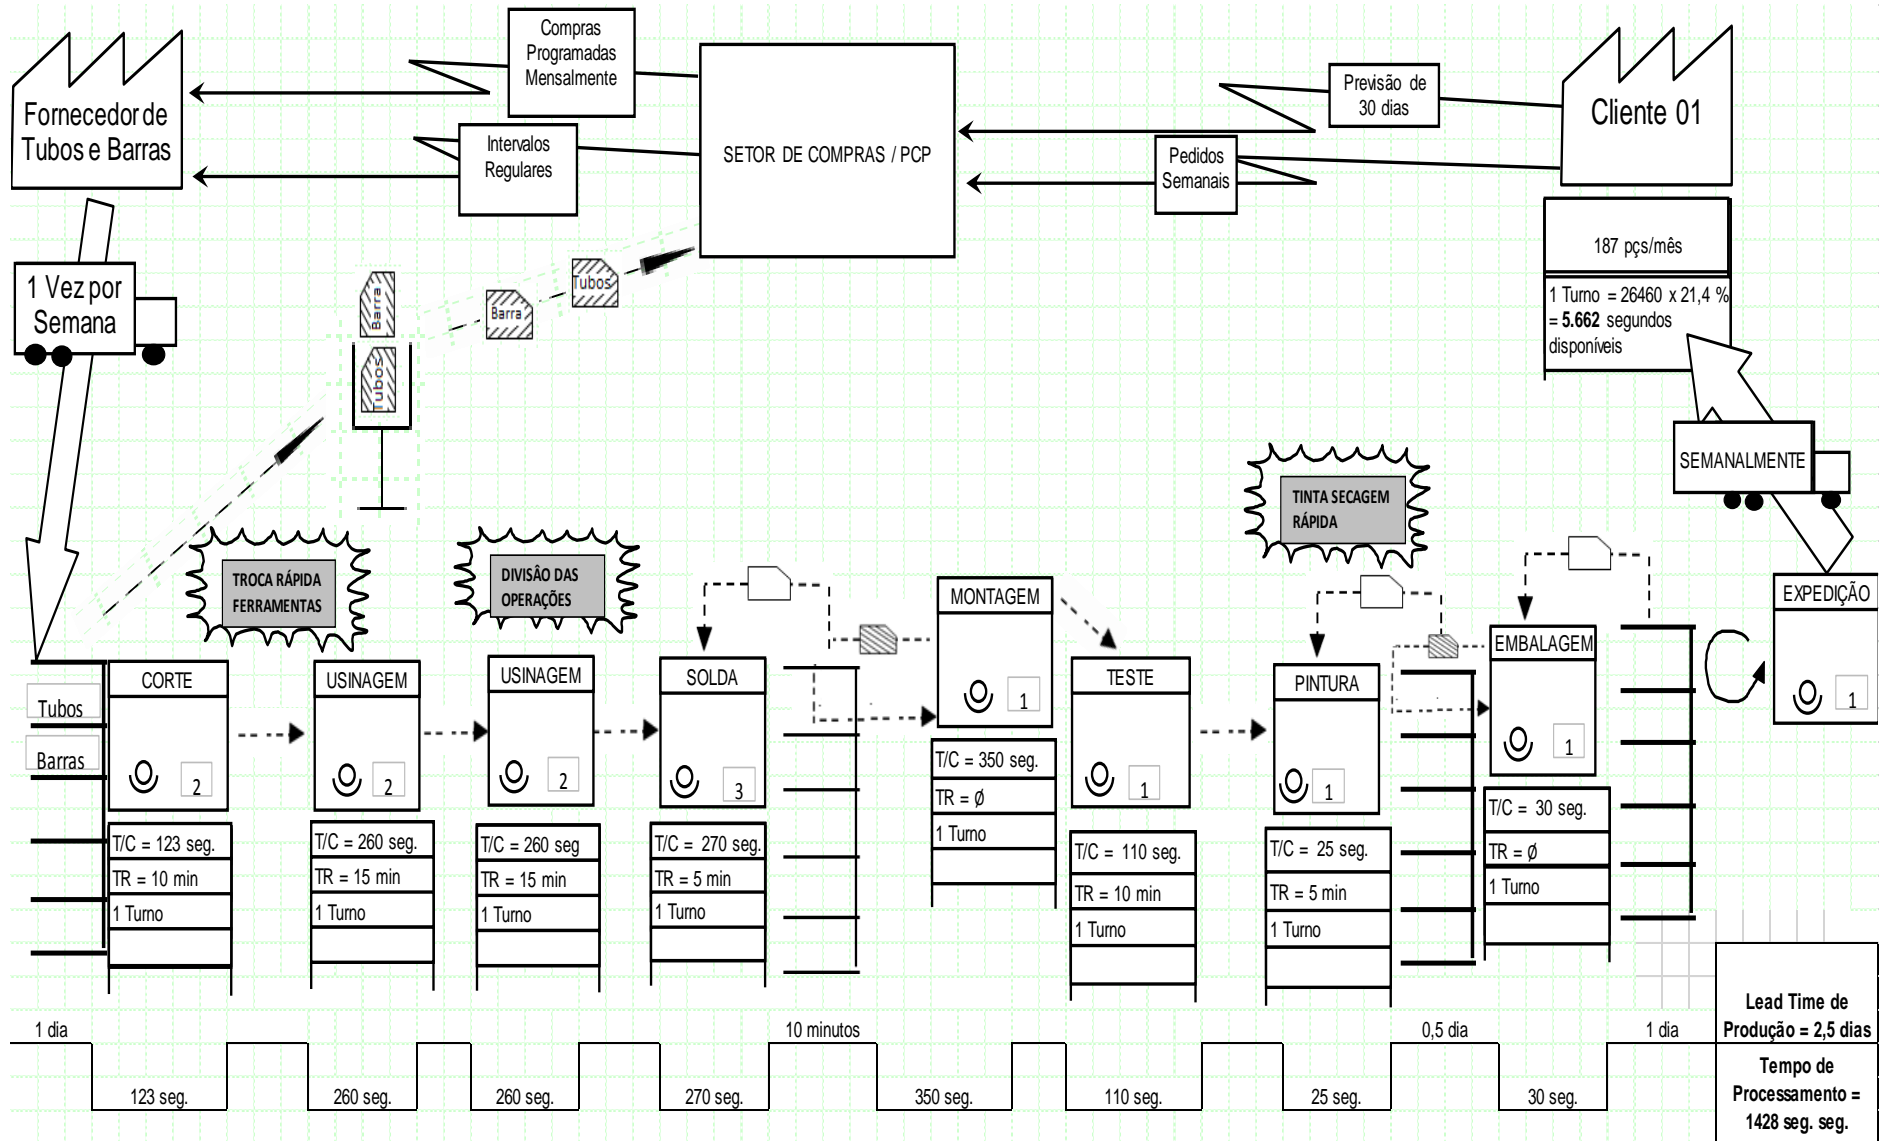 Compras
Programadas
Mensalmente
Fornecedor de
Tubos e Barras
Intervalos
Regulares
SETOR DE COMPRAS / PCP
Previsão de
30 dias
Pedidos
Semanais
Cliente 01
187 pçs/mês
1 Turno = 26460 x 21,4 %
= 5.662 segundos
disponíveis
1 Vez por
Semana
Barra
Tubos
Barra
Tubos
SEMANALMENTE
TROCA RÁPIDA
FERRAMENTAS
DIVISÂO DAS
OPERAÇÕES
TINTA SECAGEM
RÁPIDA
Tubos
Barras
CORTE
2
T/C = 123 seg.
TR = 10 min
1 Turno
USINAGEM
2
T/C = 260 seg.
TR = 15 min
1 Turno
USINAGEM
2
T/C = 260 seg
TR = 15 min
1 Turno
SOLDA
3
T/C = 270 seg.
TR = 5 min
1 Turno
MONTAGEM
1
T/C = 350 seg.
TR = Ø
1 Turno
TESTE
1
T/C = 110 seg.
TR = 10 min
1 Turno
PINTURA
1
T/C = 25 seg.
TR = 5 min
1 Turno
EMBALAGEM
1
T/C = 30 seg.
TR = Ø
1 Turno
EXPEDIÇÃO
1
1 dia
10 minutos
0,5 dia
1 dia
123 seg.
260 seg.
260 seg.
270 seg.
350 seg.
110 seg.
25 seg.
30 seg.
Lead Time de
Produção = 2,5 dias
Tempo de
Processamento =
1428 seg. seg.